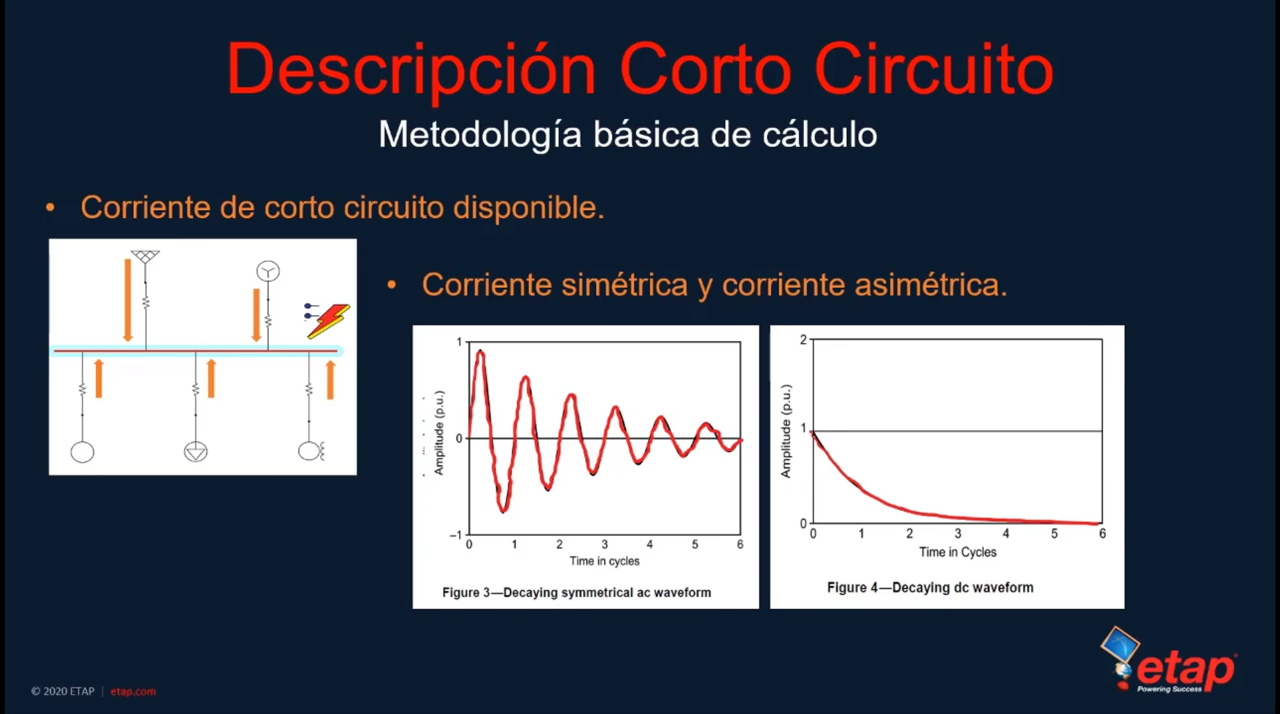 Descripción Corto Circuito
Metodología básica de cálculo
• Corriente de corto circuito disponible.
• Corriente simétrica y corriente asimétrica.
1
0
–1
Amplitude (p.u.)
0 1 2 3 4 5 6
Time in cycles
Figure 3—Decaying symmetrical ac waveform
2
1
0
Amplitude (p.u.)
0 1 2 3 4 5 6
Time in Cycles
Figure 4—Decaying dc waveform
etap
Powering Success
© 2020 ETAP | etap.com